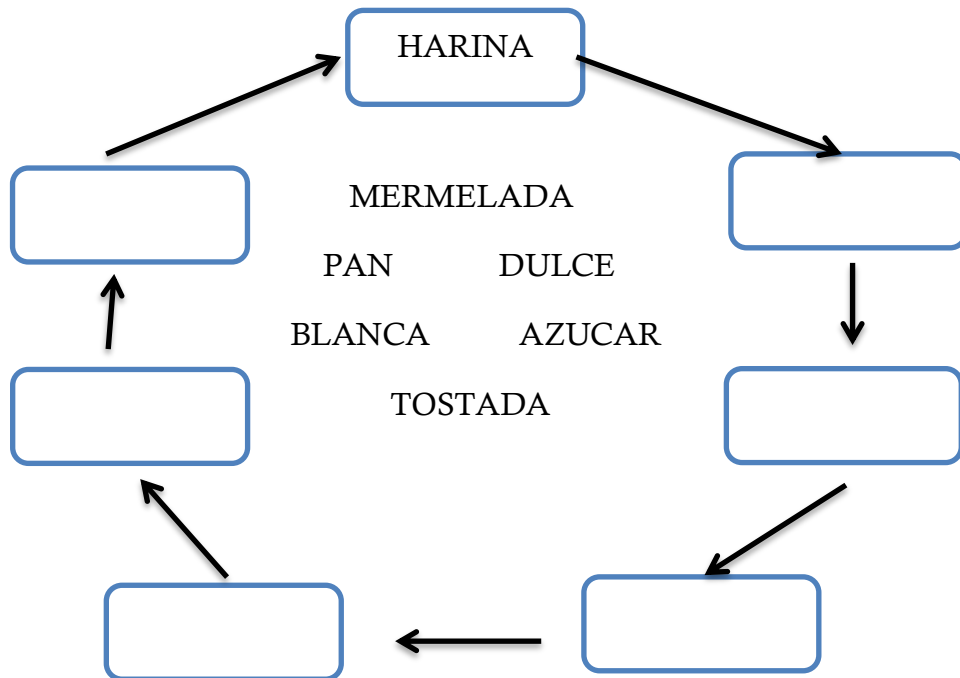 HARINA
MERMELADA
PAN DULCE
BLANCA AZUCAR
TOSTADA